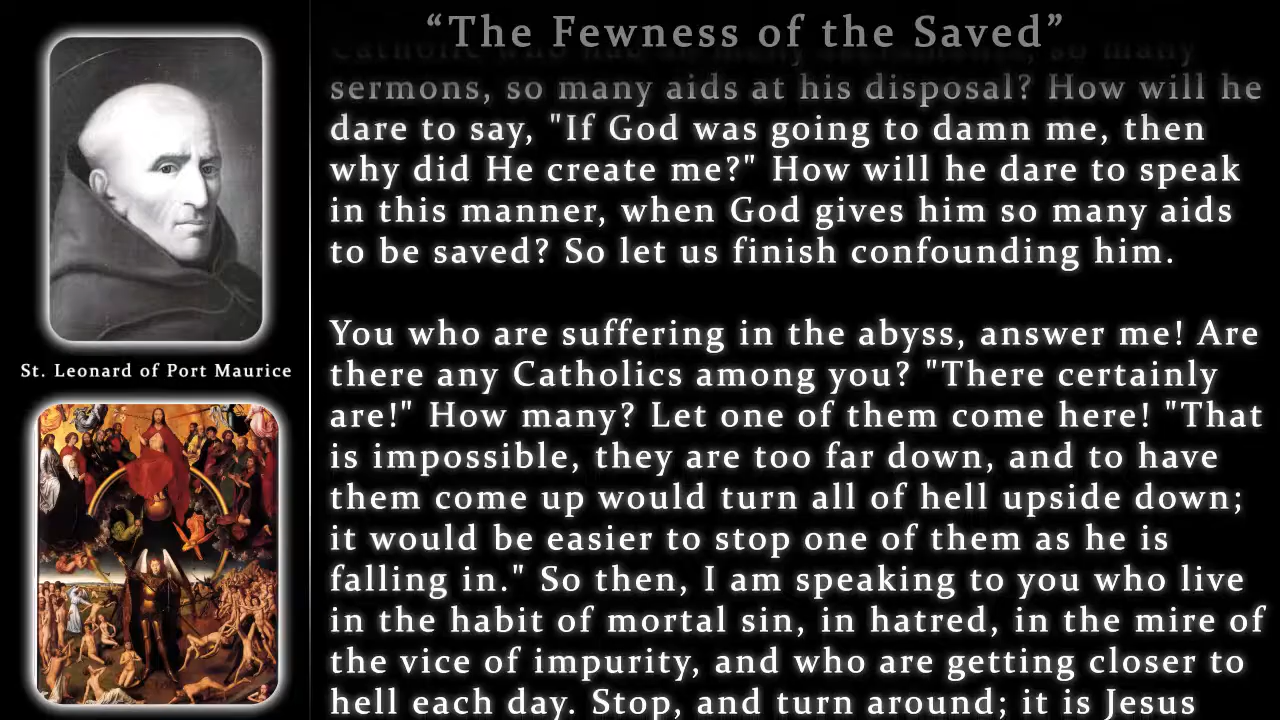 “The Fewness of the Saved”
sermons, so many aids at his disposal? How will he
dare to say, "If God was going to damn me, then
why did He create me?" How will he dare to speak
in this manner, when God gives him so many aids
to be saved? So let us finish confounding him.
You who are suffering in the abyss, answer me! Are
there any Catholics among you? "There certainly
are!" How many? Let one of them come here! "That
is impossible, they are too far down, and to have
them come up would turn all of hell upside down;
it would be easier to stop one of them as he is
falling in." So then, I am speaking to you who live
in the habit of mortal sin, in hatred, in the mire of
the vice of impurity, and who are getting closer to
hell each day. Stop, and turn around; it is Jesus
St. Leonard of Port Maurice